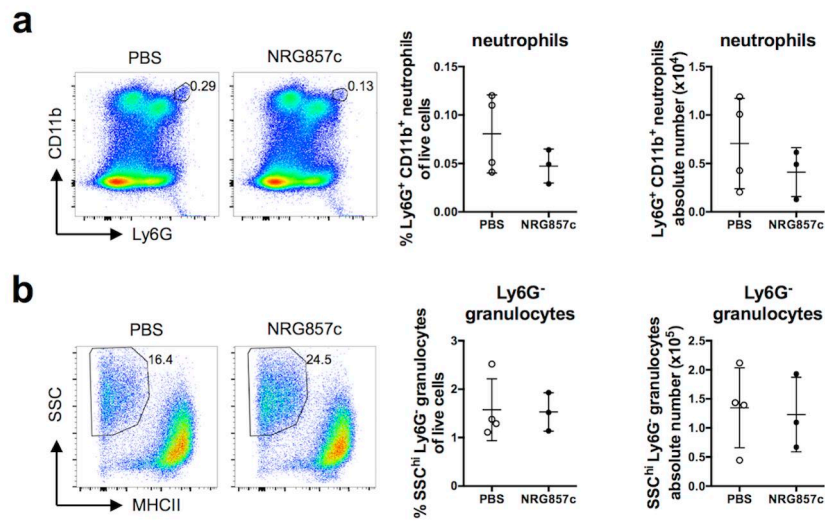 a
PBS
NRG857c
0.29
0.13
CD11b
Ly6G
neutrophils
% Ly6G+ CD11b+ neutrophils
of live cells
0.15
0.10
0.05
0.00
PBS
NRG857c
neutrophils
Ly6G+ CD11b+ neutrophils
absolute number (x10⁴)
1.5
1.0
0.5
0.0
PBS
NRG857c
b
PBS
NRG857c
16.4
24.5
SSC
MHCII
Ly6G-
granulocytes
% SSChi Ly6G- granulocytes
of live cells
3
2
1
0
PBS
NRG857c
Ly6G-
granulocytes
SSChi Ly6G- granulocytes
absolute number (x10⁵)
2.5
2.0
1.5
1.0
0.5
0.0
PBS
NRG857c